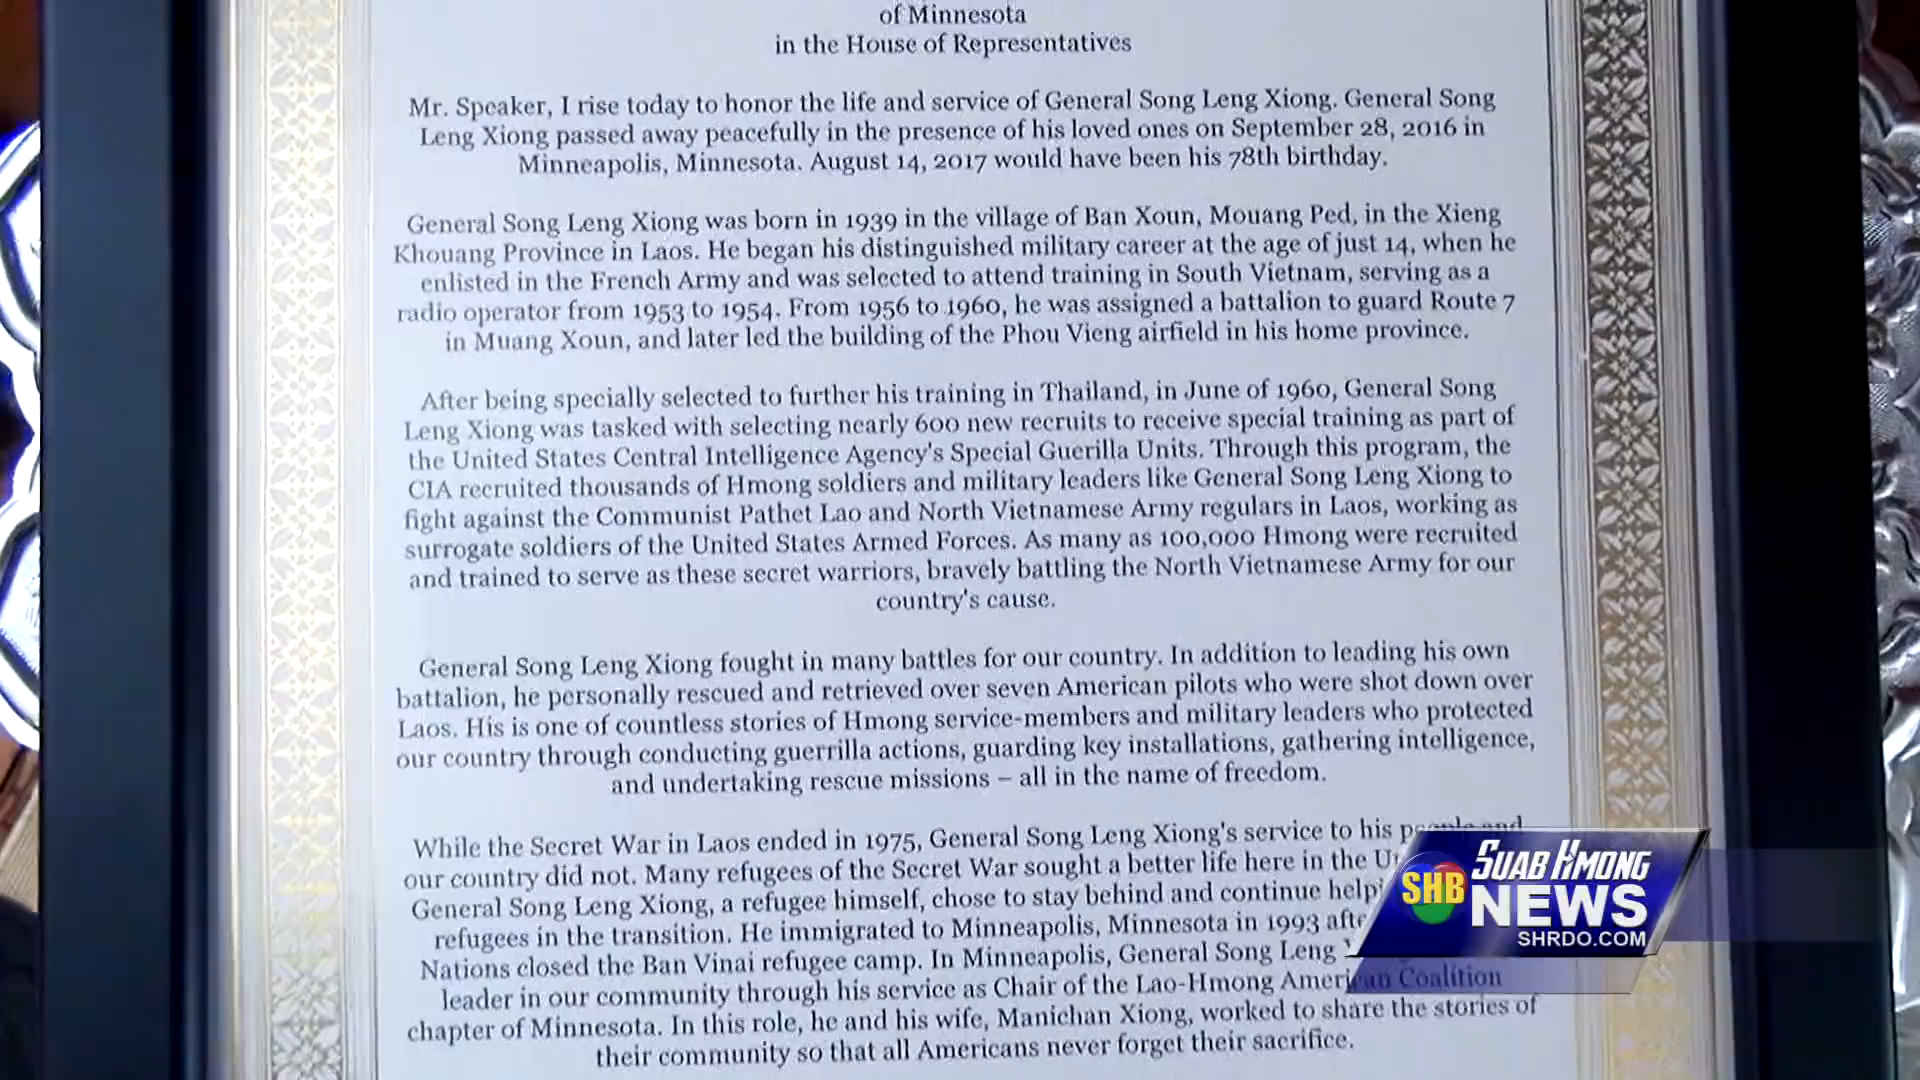 of Minnesota
in the House of Representatives
Mr. Speaker, I rise today to honor the life and service of General Song Leng Xiong. General Song
Leng Xiong passed away peacefully in the presence of his loved ones on September 28, 2016 in
Minneapolis, Minnesota. August 14, 2017 would have been his 78th birthday.
General Song Leng Xiong was born in 1939 in the village of Ban Xoun, Mouang Ped, in the Xieng
Khouang Province in Laos. He began his distinguished military career at the age of just 14, when he
enlisted in the French Army and was selected to attend training in South Vietnam, serving as a
radio operator from 1953 to 1954. From 1956 to 1960, he was assigned a battalion to guard Route 7
in Muang Xoun, and later led the building of the Phou Vieng airfield in his home province.
After being specially selected to further his training in Thailand, in June of 1960, General Song
Leng Xiong was tasked with selecting nearly 600 new recruits to receive special training as part of
the United States Central Intelligence Agency's Special Guerilla Units. Through this program, the
CIA recruited thousands of Hmong soldiers and military leaders like General Song Leng Xiong to
fight against the Communist Pathet Lao and North Vietnamese Army regulars in Laos, working as
surrogate soldiers of the United States Armed Forces. As many as 100,000 Hmong were recruited
and trained to serve as these secret warriors, bravely battling the North Vietnamese Army for our
country's cause.
General Song Leng Xiong fought in many battles for our country. In addition to leading his own
battalion, he personally rescued and retrieved over seven American pilots who were shot down over
Laos. His is one of countless stories of Hmong service-members and military leaders who protected
our country through conducting guerrilla actions, guarding key installations, gathering intelligence,
and undertaking rescue missions – all in the name of freedom.
While the Secret War in Laos ended in 1975, General Song Leng Xiong's service to his people and
our country did not. Many refugees of the Secret War sought a better life here in the
General Song Leng Xiong, a refugee himself, chose to stay behind and continue
refugees in the transition. He immigrated to Minneapolis, Minnesota in 1993
Nations closed the Ban Vinai refugee camp. In Minneapolis, General Song Leng
leader in our community through his service as Chair of the Lao-Hmong American Coalition
chapter of Minnesota. In this role, he and his wife, Manichan Xiong, worked to share the stories of
their community so that all Americans never forget their sacrifice.
SHB
SUAB HMONG
NEWS
SHRDO.COM